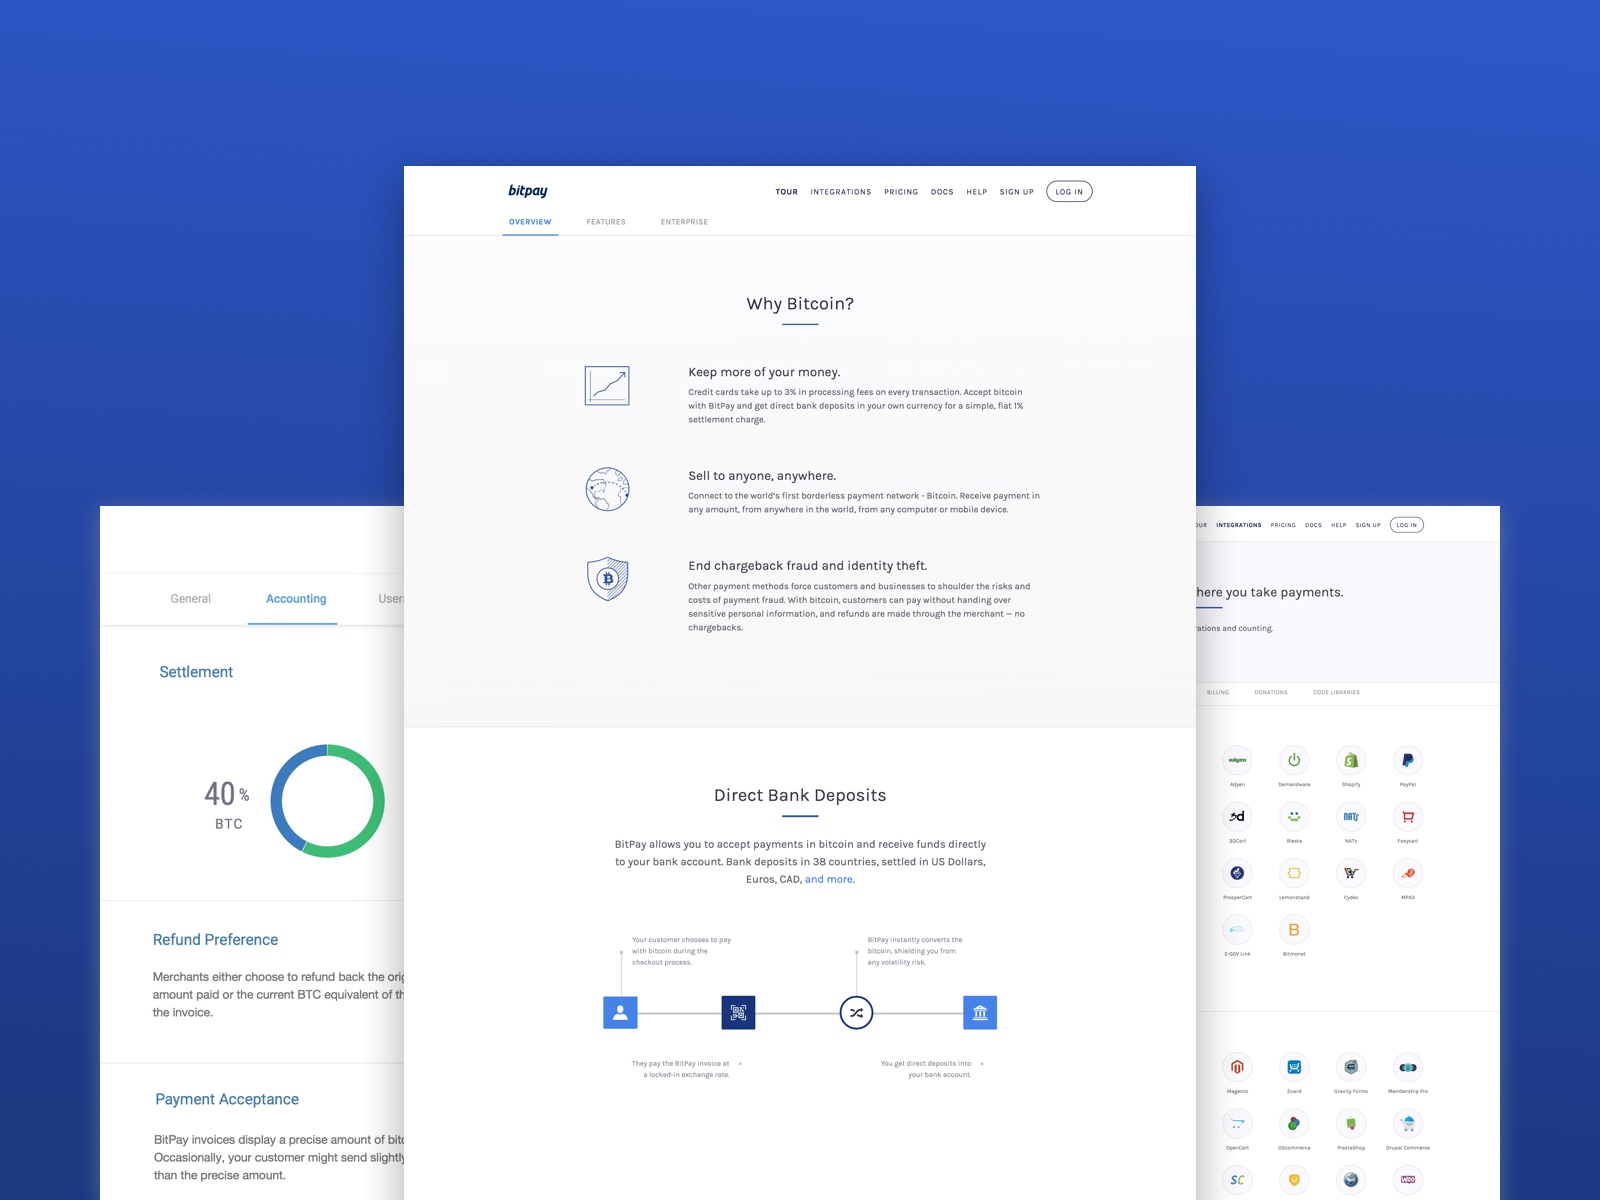 bitpay
TOUR INTEGRATIONS PRICING DOCS HELP SIGN UP LOG IN
OVERVIEW FEATURES ENTERPRISE
Why Bitcoin?
Keep more of your money.
Credit cards take up to 3% in processing fees on every transaction. Accept bitcoin
with BitPay and get direct bank deposits in your own currency for a simple, flat 1%
settlement charge.
Sell to anyone, anywhere.
Connect to the world's first borderless payment network - Bitcoin. Receive payment in
any amount, from anywhere in the world, from any computer or mobile device.
End chargeback fraud and identity theft.
Other payment methods force customers and businesses to shoulder the risks and
costs of payment fraud. With bitcoin, customers can pay without handing over
sensitive personal information, and refunds are made through the merchant — no
chargebacks.
Direct Bank Deposits
BitPay allows you to accept payments in bitcoin and receive funds directly
to your bank account. Bank deposits in 38 countries, settled in US Dollars,
Euros, CAD, and more.
Your customer chooses to pay
with bitcoin during the
checkout process.
BitPay instantly converts the
bitcoin, shielding you from
any volatility risk.
They pay the BitPay invoice at
a locked-in exchange rate.
You get direct deposits into
your bank account.
General Accounting Users
Settlement
40 %
BTC
Refund Preference
Merchants either choose to refund back the orig
amount paid or the current BTC equivalent of th
the invoice.
Payment Acceptance
BitPay invoices display a precise amount of bitc
Occasionally, your customer might send slightly
than the precise amount.
OUR INTEGRATIONS PRICING DOCS HELP SIGN UP LOG IN
here you take payments.
rations and counting.
BILLING DONATIONS CODE LIBRARIES
adyen
Adyen Demandware Shopify PayPal
3d NATS
3DCart Blesta NATs Foxycart
ProsperCart Lemonstand Cydec MPA3
B
E-GOV Link Bitmonet
Magento Ecwid Gravity Forms Membership Pro
OpenCart OScommerce PrestaShop Drupal Commerce
SC WOO